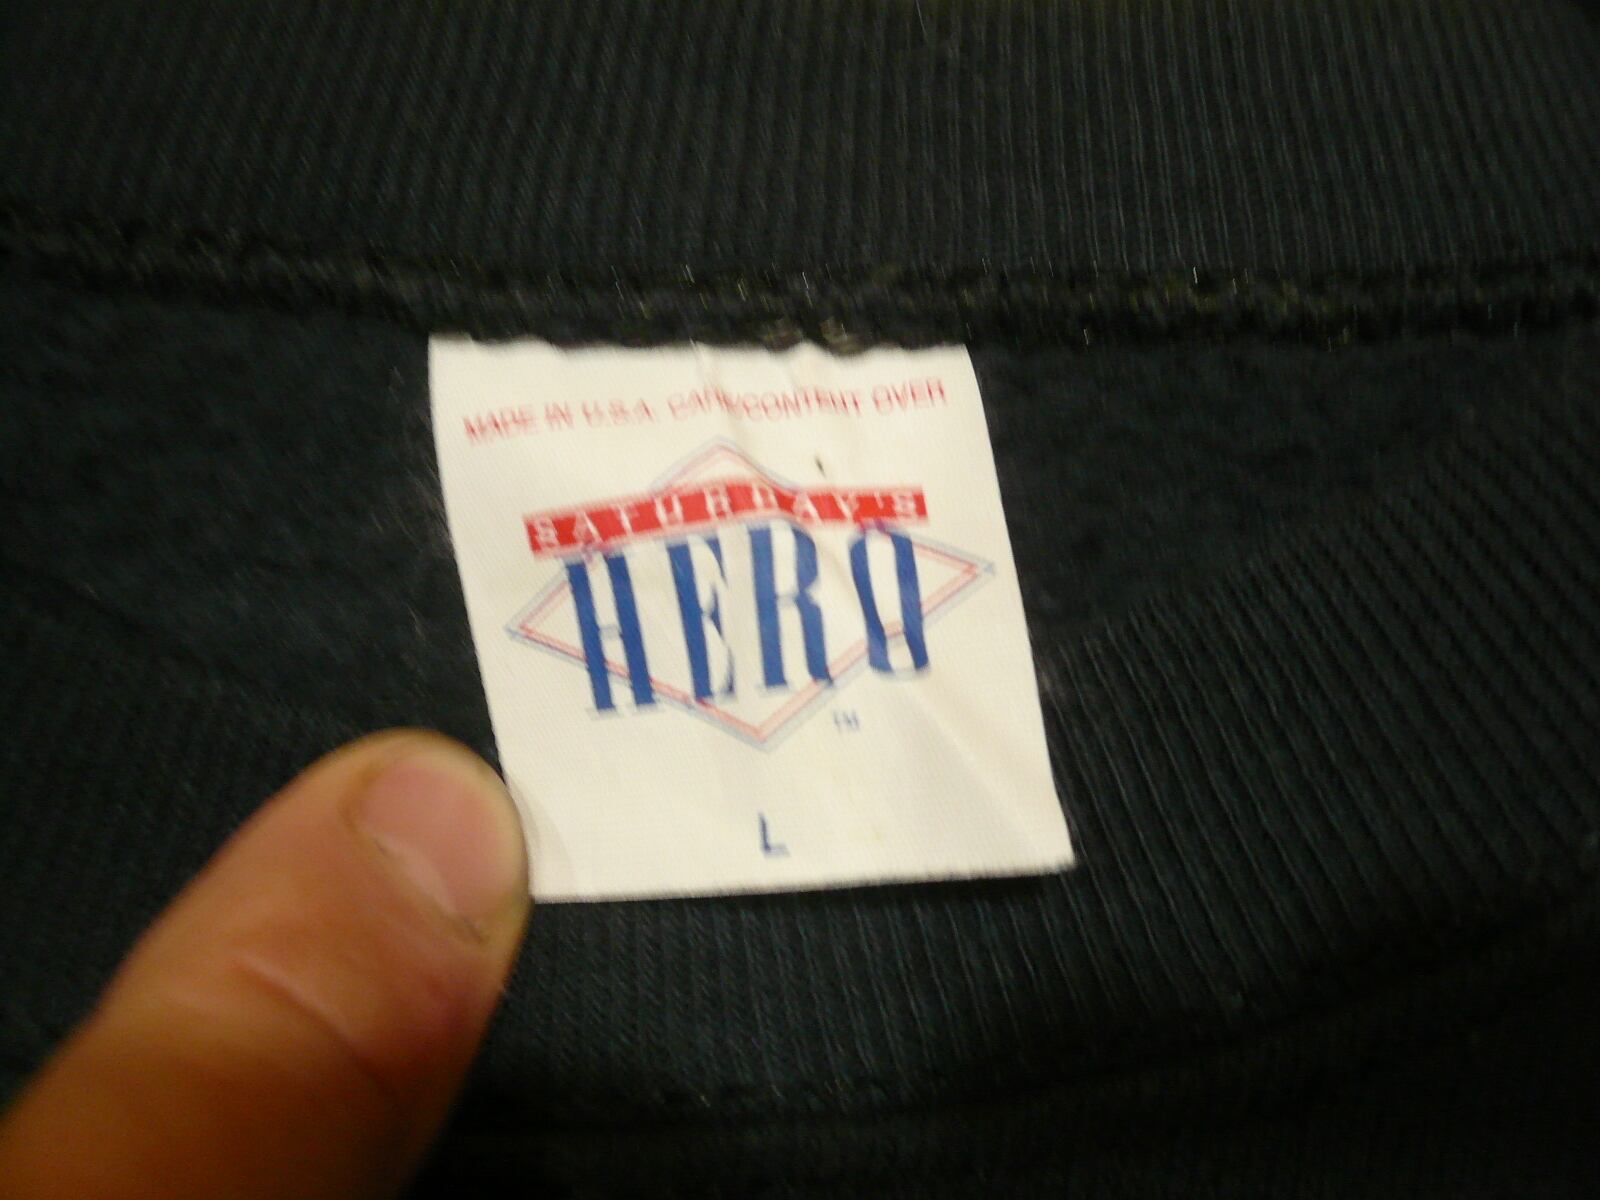 MADE IN U.S.A. CARE/CONTENT OVER
SATURDAY'S
HERO
TM
L